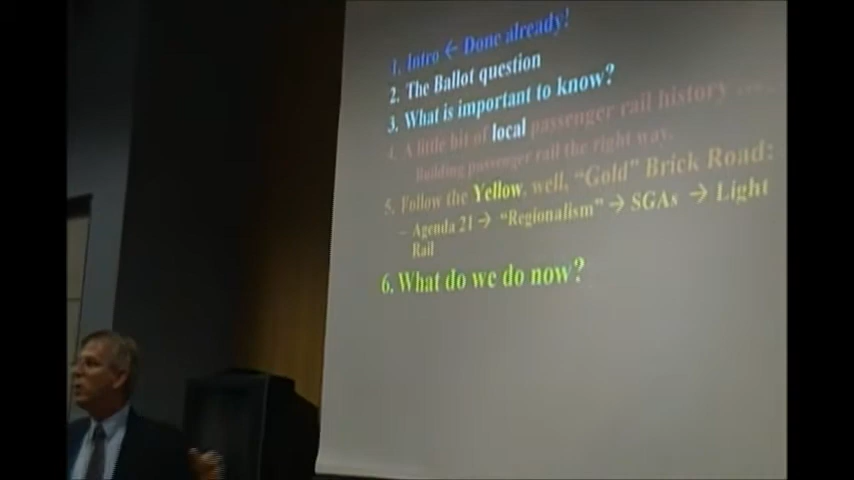 1. Intro ← Done already!
2. The Ballot question
3. What is important to know?
4. A little bit of local passenger rail history
Building passenger rail the right way.
5. Follow the Yellow, well, "Gold" Brick Road:
– Agenda 21 → "Regionalism" → SGAs → Light
Rail
6. What do we do now?